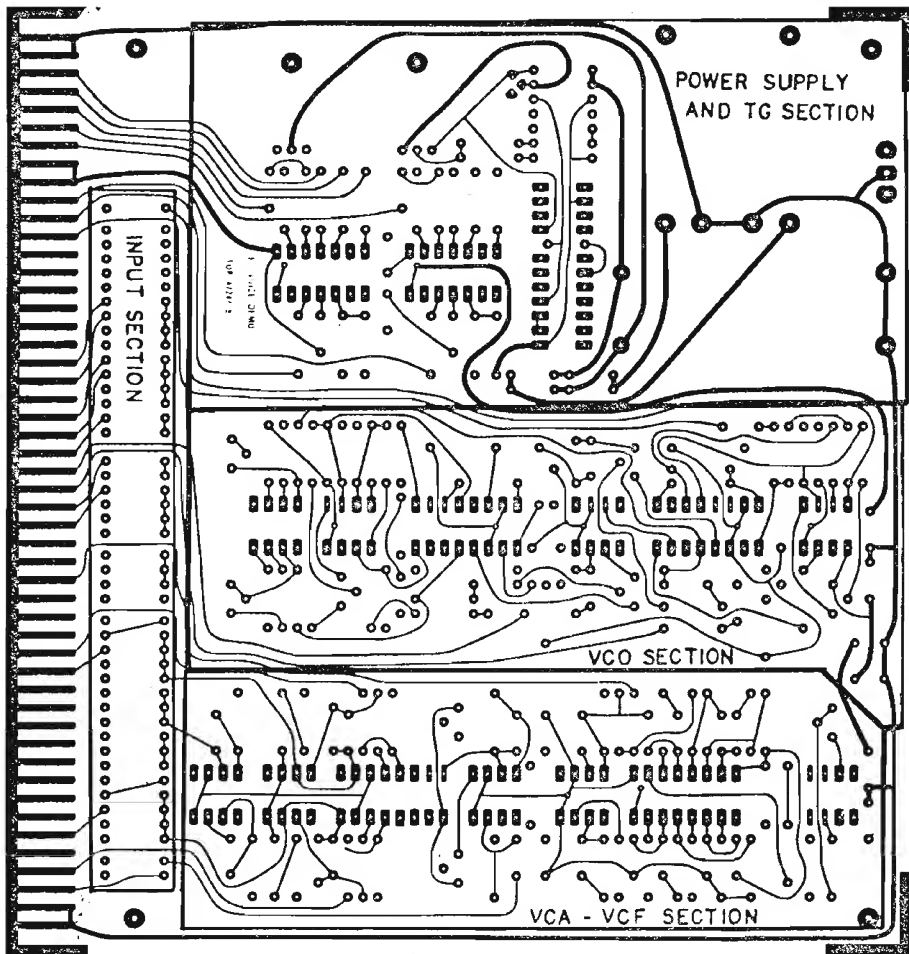 POWER SUPPLY
AND TG SECTION
INPUT SECTION
VCO SECTION
VCA - VCF SECTION